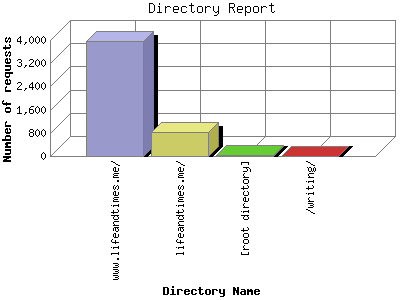 Directory Report
Number of requests
4,000
3,200
2,400
1,600
800
0
www.lifeandtimes.me/
lifeandtimes.me/
[root directory]
/writing/
Directory Name